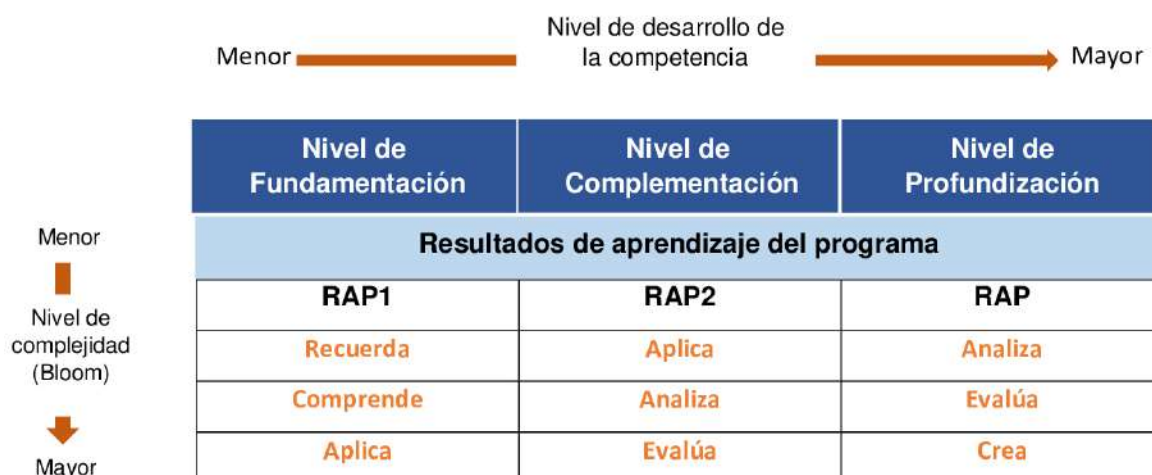 Nivel de desarrollo de
la competencia
Menor
Mayor
Nivel de
Fundamentación
Nivel de
Complementación
Nivel de
Profundización
Menor
Nivel de
complejidad
(Bloom)
Mayor
Resultados de aprendizaje del programa
RAP1
RAP2
RAP
Recuerda
Aplica
Analiza
Comprende
Analiza
Evalúa
Aplica
Evalúa
Crea